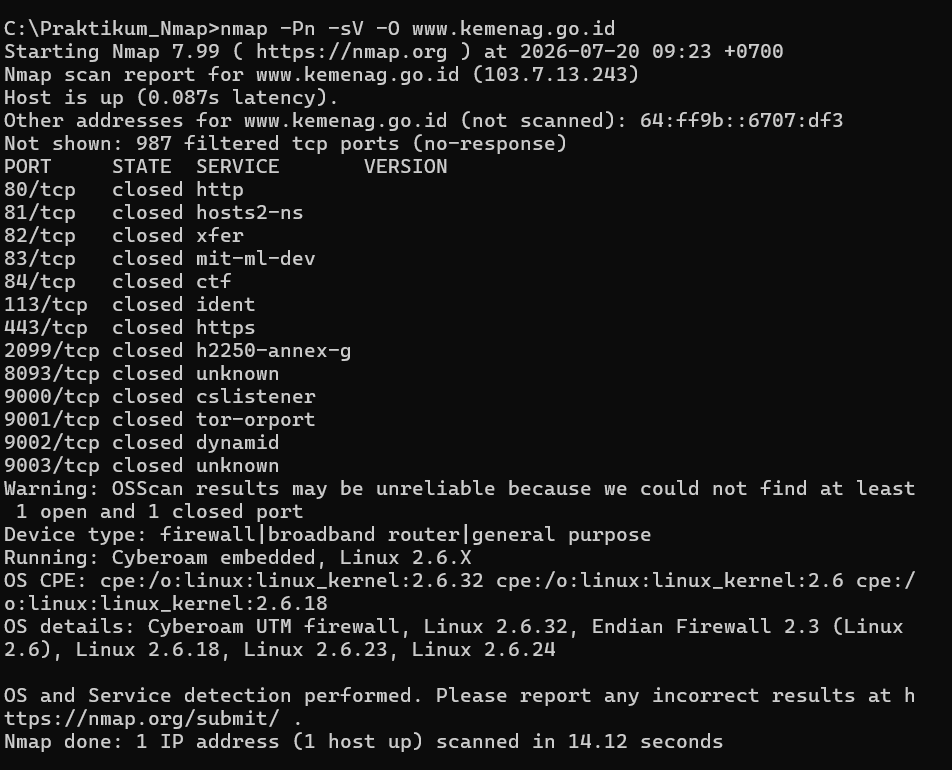 C:\Praktikum_Nmap>nmap -Pn -sV -O www.kemenag.go.id
Starting Nmap 7.99 ( https://nmap.org ) at 2026-07-20 09:23 +0700
Nmap scan report for www.kemenag.go.id (103.7.13.243)
Host is up (0.087s latency).
Other addresses for www.kemenag.go.id (not scanned): 64:ff9b::6707:df3
Not shown: 987 filtered tcp ports (no-response)
PORT     STATE  SERVICE       VERSION
80/tcp   closed http
81/tcp   closed hosts2-ns
82/tcp   closed xfer
83/tcp   closed mit-ml-dev
84/tcp   closed ctf
113/tcp  closed ident
443/tcp  closed https
2099/tcp closed h2250-annex-g
8093/tcp closed unknown
9000/tcp closed cslistener
9001/tcp closed tor-orport
9002/tcp closed dynamid
9003/tcp closed unknown
Warning: OSScan results may be unreliable because we could not find at least
 1 open and 1 closed port
Device type: firewall|broadband router|general purpose
Running: Cyberoam embedded, Linux 2.6.X
OS CPE: cpe:/o:linux:linux_kernel:2.6.32 cpe:/o:linux:linux_kernel:2.6 cpe:/
o:linux:linux_kernel:2.6.18
OS details: Cyberoam UTM firewall, Linux 2.6.32, Endian Firewall 2.3 (Linux
2.6), Linux 2.6.18, Linux 2.6.23, Linux 2.6.24

OS and Service detection performed. Please report any incorrect results at h
ttps://nmap.org/submit/ .
Nmap done: 1 IP address (1 host up) scanned in 14.12 seconds